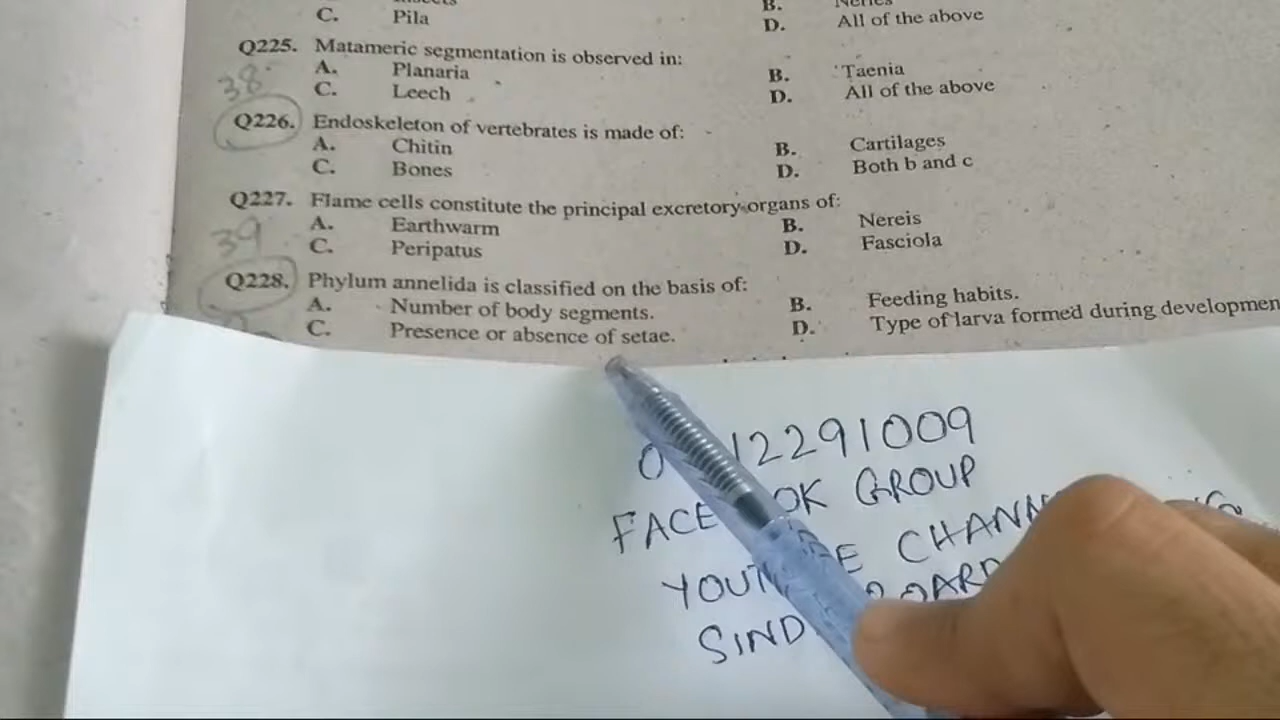 B.
C. Pila D. All of the above
Q225. Matameric segmentation is observed in:
38
A. Planaria B. Taenia
C. Leech D. All of the above
Q226. Endoskeleton of vertebrates is made of:
A. Chitin B. Cartilages
C. Bones D. Both b and c
Q227. Flame cells constitute the principal excretory organs of:
39
A. Earthwarm B. Nereis
C. Peripatus D. Fasciola
Q228. Phylum annelida is classified on the basis of:
A. Number of body segments. B. Feeding habits.
C. Presence or absence of setae. D. Type of larva formed during developmen
0 12291009
FACE OK GROUP
YOUT E CHANN
SIND OARD